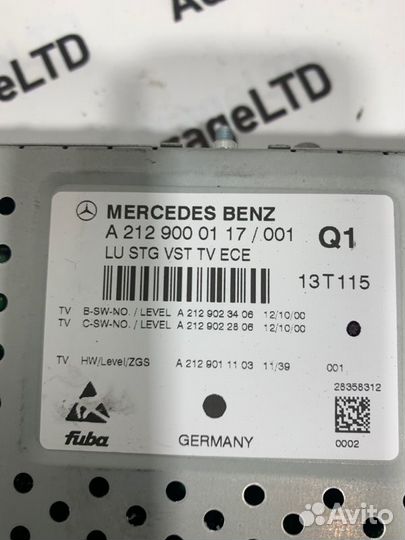 rageLTD
rageLTD
MERCEDES BENZ
A 212 900 01 17 / 001 Q1
LU STG VST TV ECE
13T115
TV B-SW-NO. / LEVEL A 212 902 34 06 12/10/00
TV C-SW-NO. / LEVEL A 212 902 28 06 12/10/00
TV HW/Level/ZGS A 212 901 11 03 11/39 001
28358312
fuba GERMANY 0002
Avito